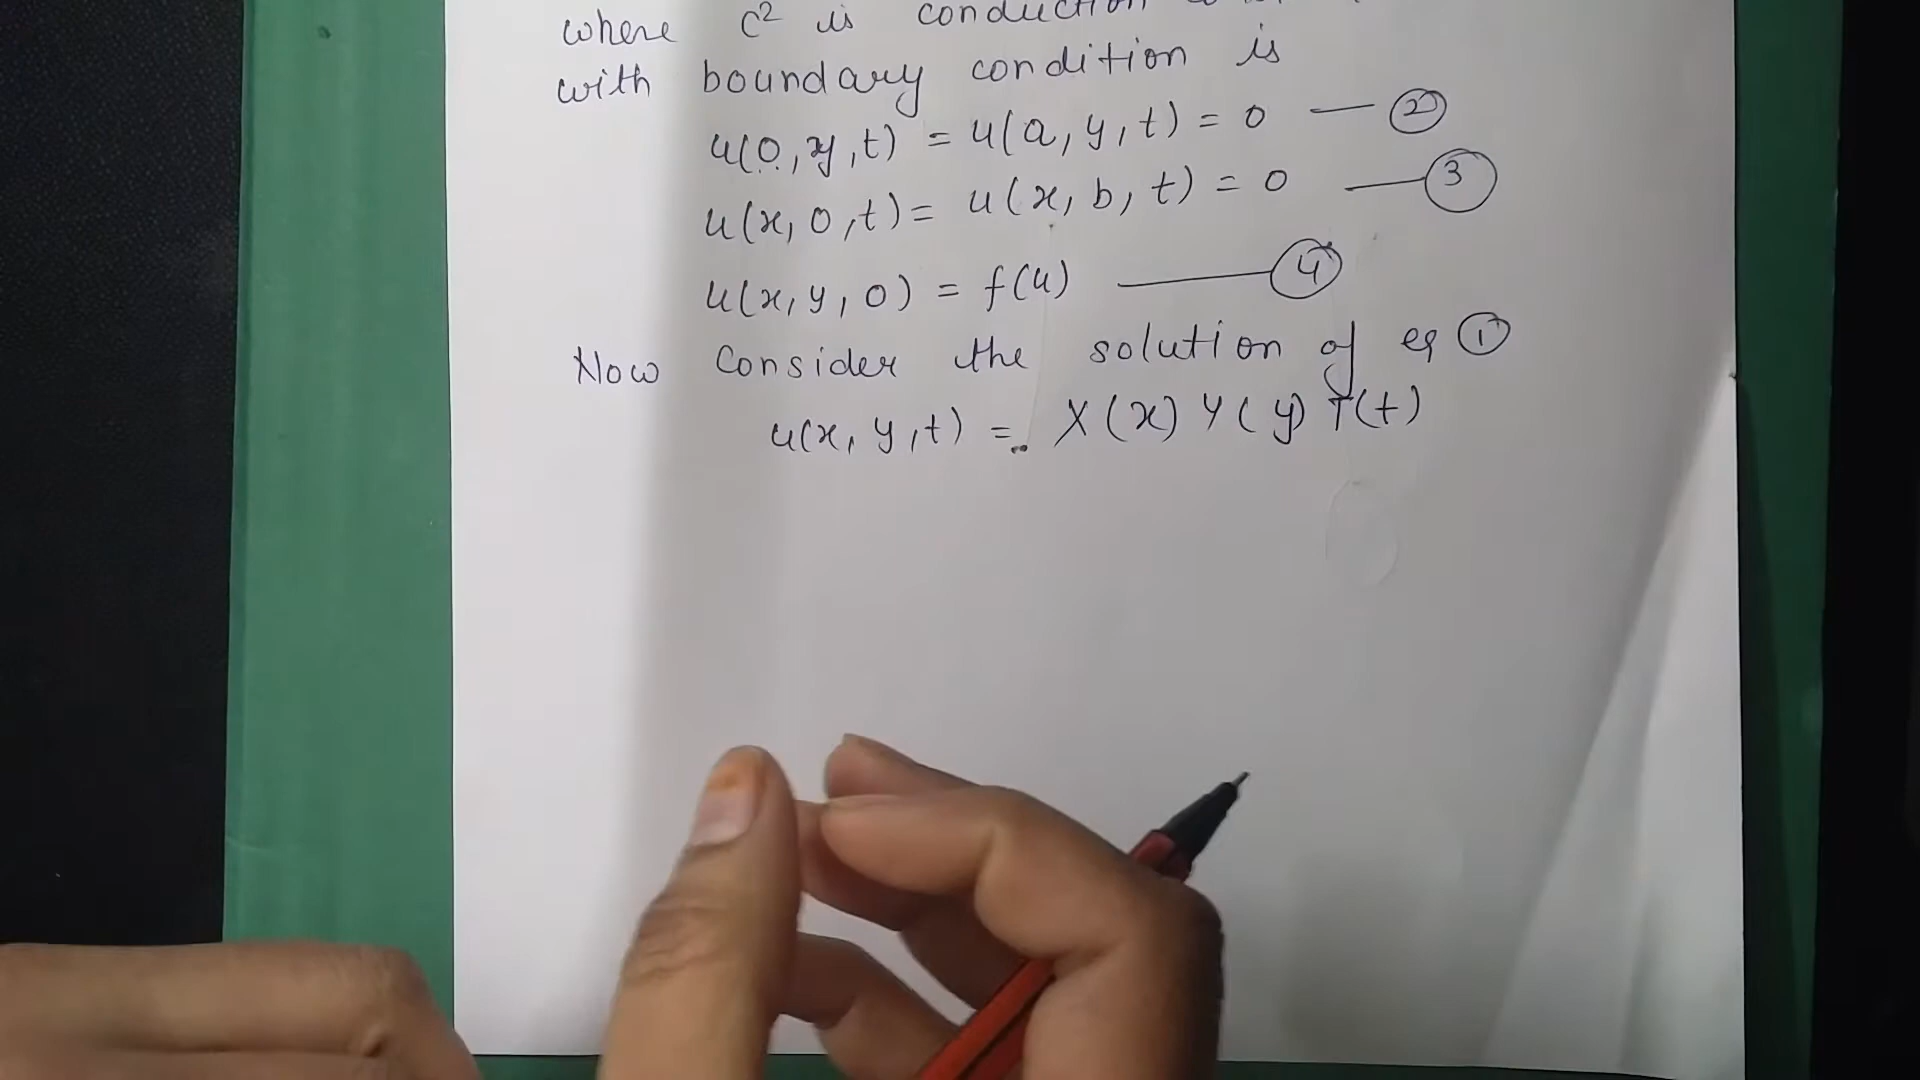 where c² is conduction
with boundary condition is
u(0,y,t) = u(a,y,t) = 0 — ②
u(x,0,t) = u(x,b,t) = 0 — ③
u(x,y,0) = f(u) — ④
Now Consider the solution of eq ①
u(x,y,t) = X(x) Y(y) T(t)